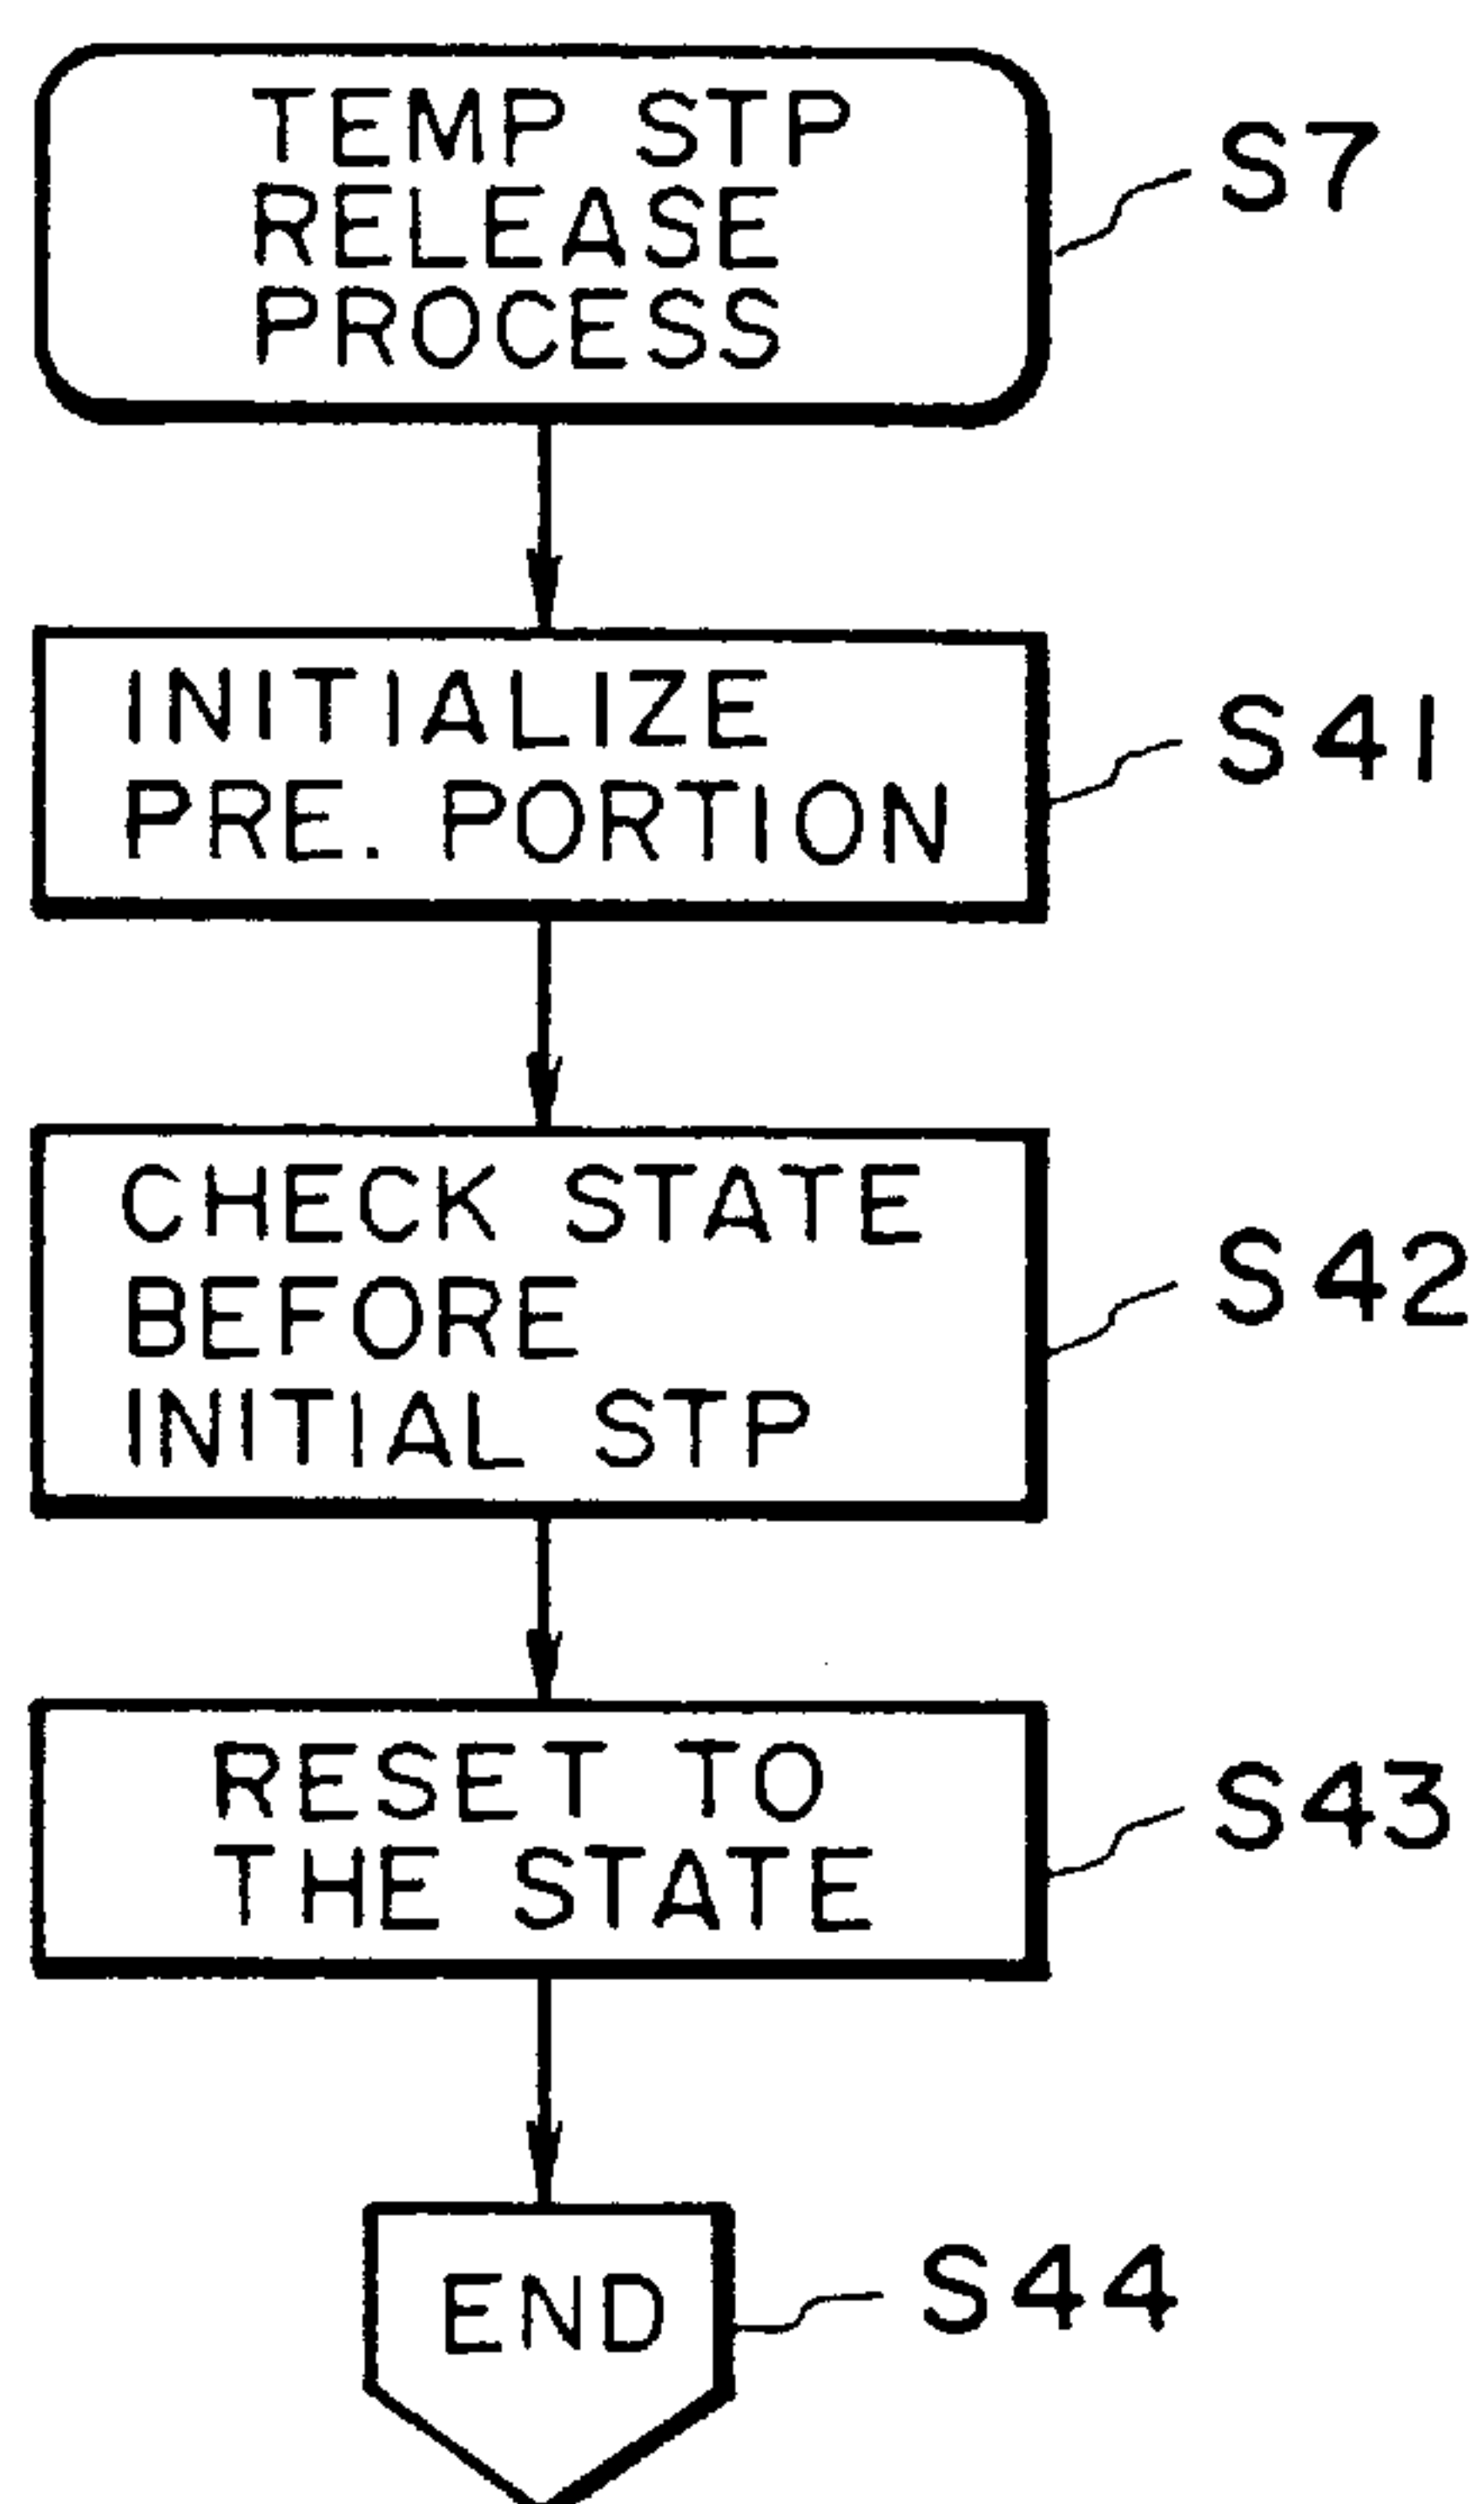 TEMP STP
RELEASE
PROCESS
S7
INITIALIZE
PRE. PORTION
S41
CHECK STATE
BEFORE
INITIAL STP
S42
RESET TO
THE STATE
S43
END
S44